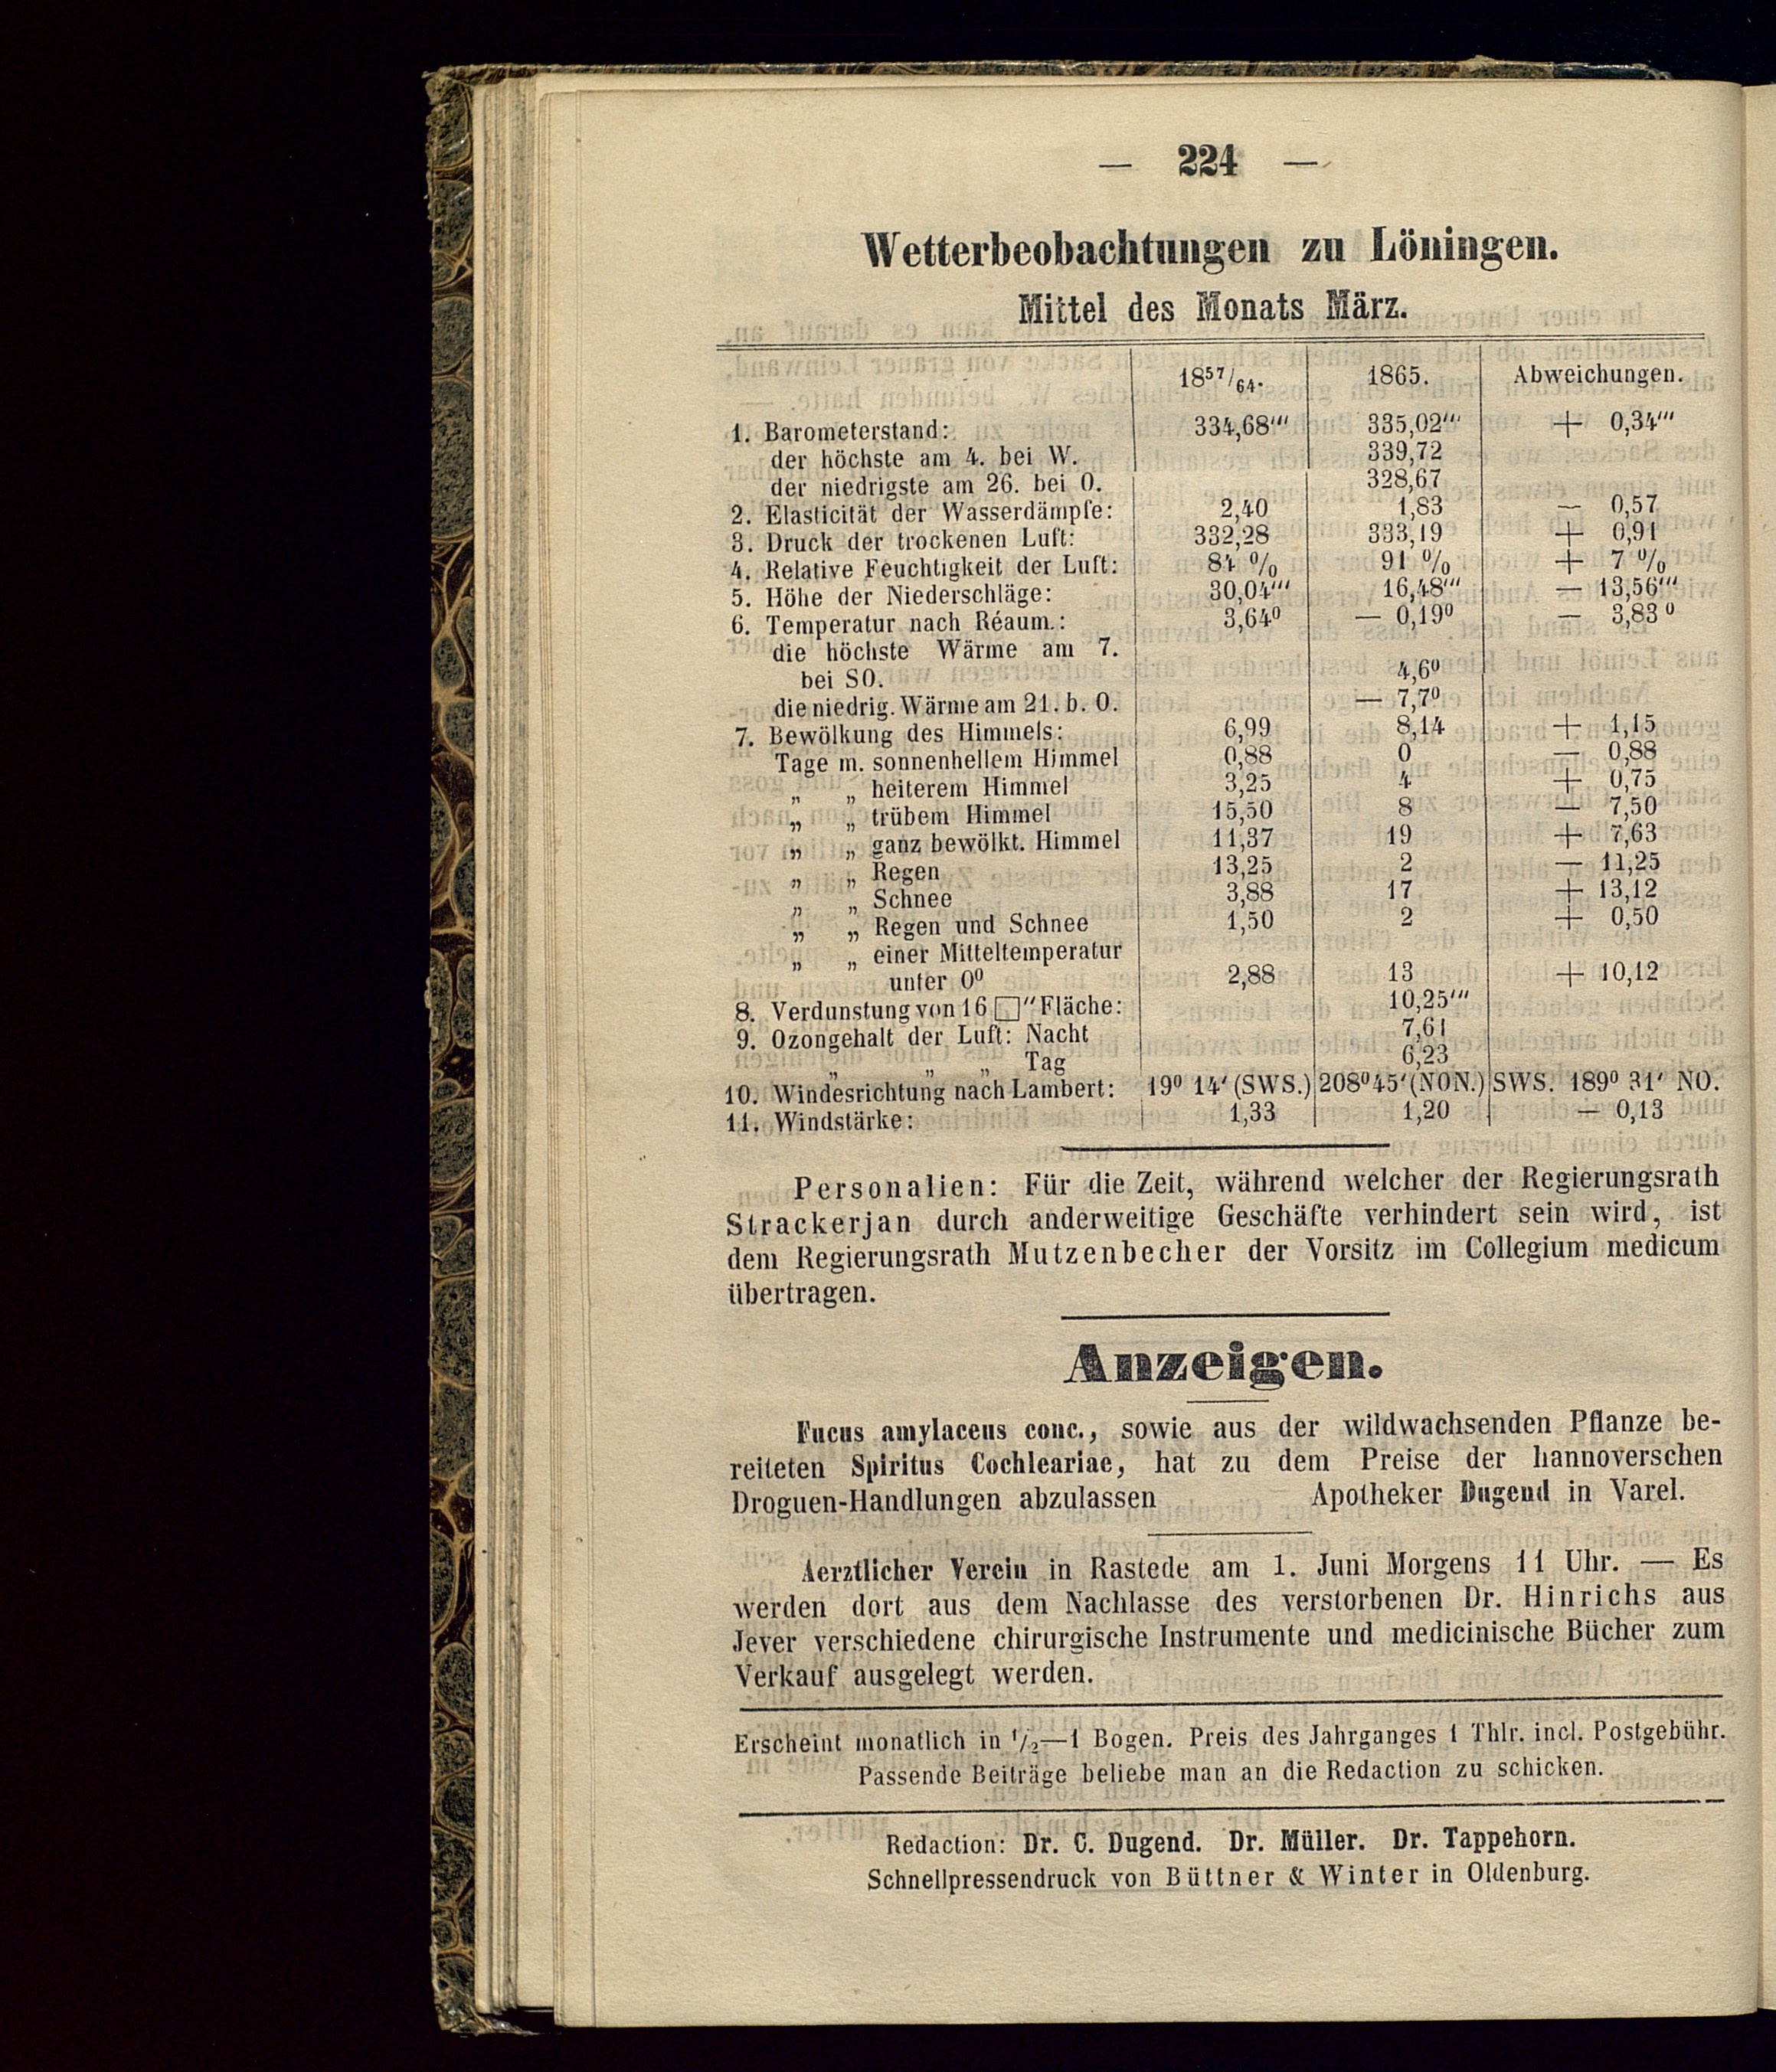 — 224 —
Wetterbeobachtungen zu Löningen.
Mittel des Monats März.
18⁵⁷/₆₄. 1865. Abweichungen.
1. Barometerstand: 334,68''' 335,02''' + 0,34'''
der höchste am 4. bei W. 339,72
der niedrigste am 26. bei O. 328,67
2. Elasticität der Wasserdämpfe: 2,40 1,83 — 0,57
3. Druck der trockenen Luft: 332,28 333,19 + 0,91
4. Relative Feuchtigkeit der Luft: 84 % 91 % + 7 %
5. Höhe der Niederschläge: 30,04''' 16,48''' — 13,56'''
6. Temperatur nach Réaum.: 3,64⁰ — 0,19⁰ — 3,83⁰
die höchste Wärme am 7.
bei SO. 4,6⁰
die niedrig. Wärme am 21. b. O. — 7,7⁰
7. Bewölkung des Himmels: 6,99 8,14 + 1,15
Tage m. sonnenhellem Himmel 0,88 0 — 0,88
„ „ heiterem Himmel 3,25 4 + 0,75
„ „ trübem Himmel 15,50 8 — 7,50
„ „ ganz bewölkt. Himmel 11,37 19 + 7,63
„ „ Regen 13,25 2 — 11,25
„ „ Schnee 3,88 17 + 13,12
„ „ Regen und Schnee 1,50 2 + 0,50
„ „ einer Mitteltemperatur
unter 0⁰ 2,88 13 + 10,12
8. Verdunstung von 16 □'' Fläche: 10,25'''
9. Ozongehalt der Luft: Nacht 7,61
„ „ „ Tag 6,23
10. Windesrichtung nach Lambert: 19⁰ 14' (SWS.) 208⁰45' (NON.) SWS. 189⁰ 31' NO.
11. Windstärke: 1,33 1,20 — 0,13
Personalien: Für die Zeit, während welcher der Regierungsrath
Strackerjan durch anderweitige Geschäfte verhindert sein wird, ist
dem Regierungsrath Mutzenbecher der Vorsitz im Collegium medicum
übertragen.
Anzeigen.
Fucus amylaceus conc., sowie aus der wildwachsenden Pflanze be-
reiteten Spiritus Cochleariae, hat zu dem Preise der hannoverschen
Droguen-Handlungen abzulassen Apotheker Dugend in Varel.
Aerztlicher Verein in Rastede am 1. Juni Morgens 11 Uhr. — Es
werden dort aus dem Nachlasse des verstorbenen Dr. Hinrichs aus
Jever verschiedene chirurgische Instrumente und medicinische Bücher zum
Verkauf ausgelegt werden.
Erscheint monatlich in ¹/₂—1 Bogen. Preis des Jahrganges 1 Thlr. incl. Postgebühr.
Passende Beiträge beliebe man an die Redaction zu schicken.
Redaction: Dr. C. Dugend. Dr. Müller. Dr. Tappehorn.
Schnellpressendruck von Büttner & Winter in Oldenburg.